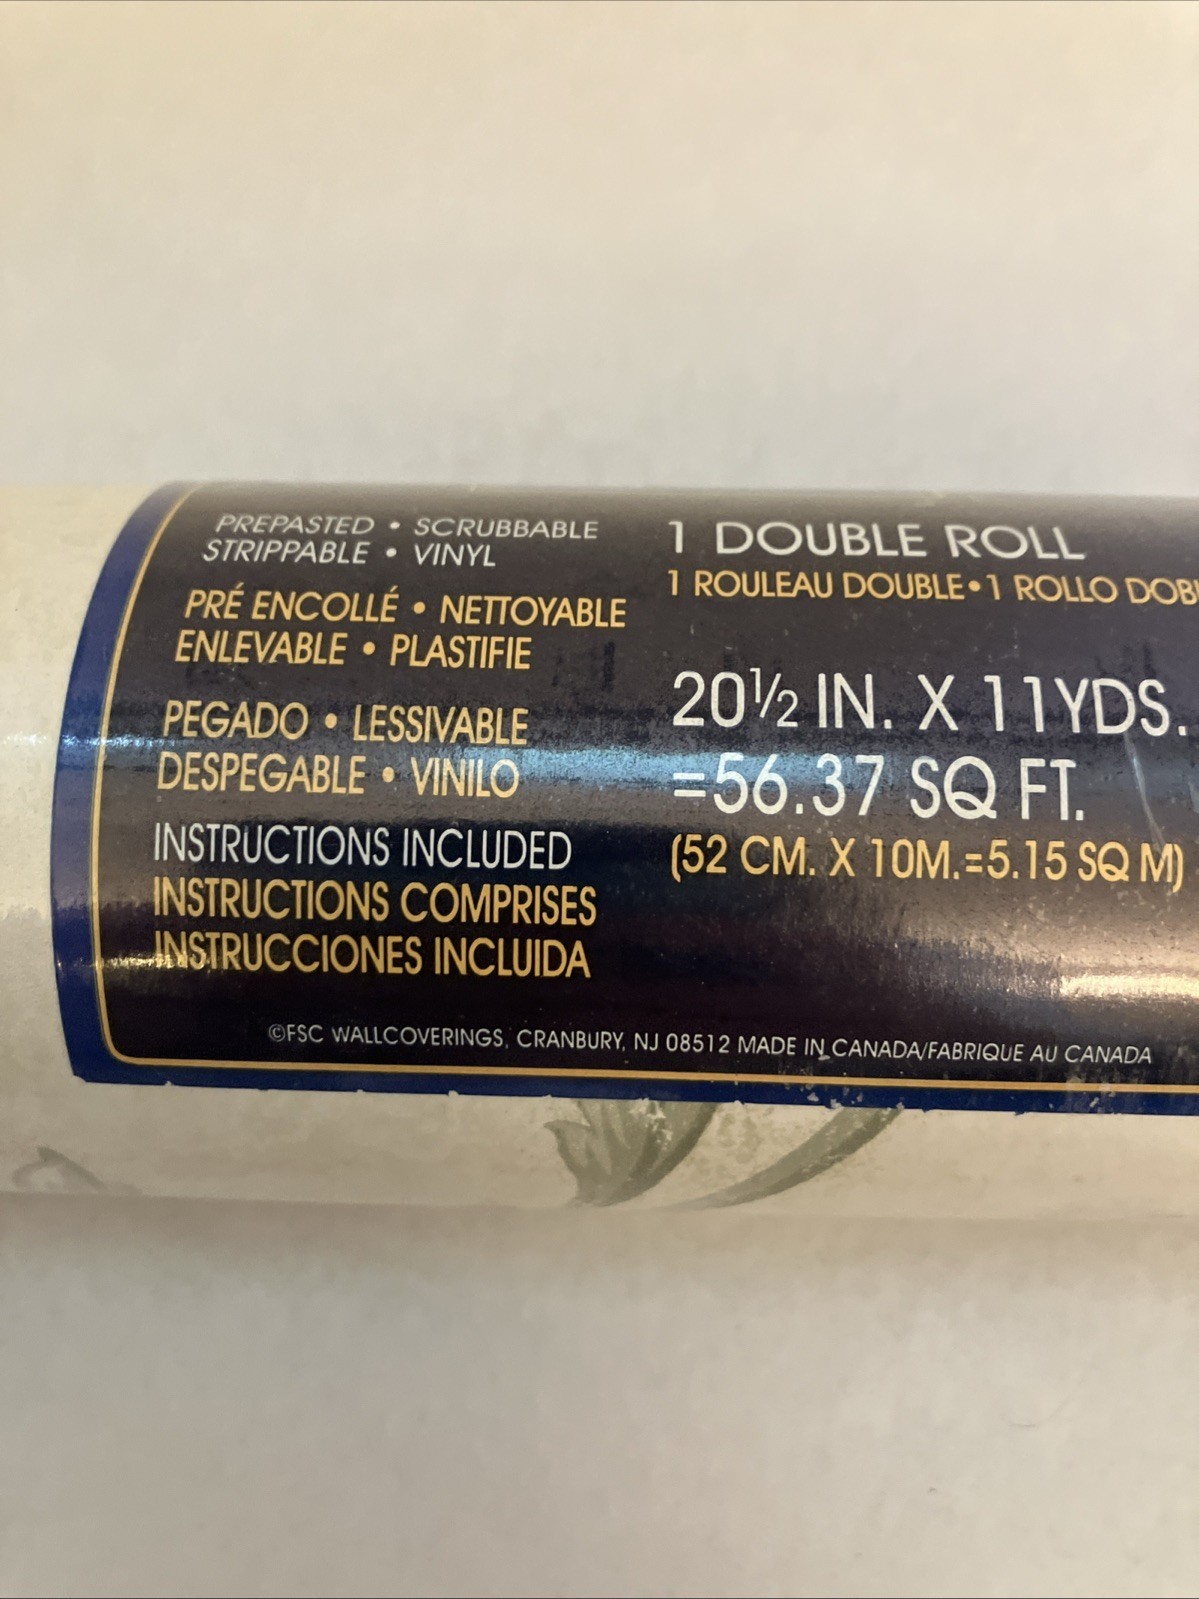 PREPASTED • SCRUBBABLE
STRIPPABLE • VINYL
PRÉ ENCOLLÉ • NETTOYABLE
ENLEVABLE • PLASTIFIE
PEGADO • LESSIVABLE
DESPEGABLE • VINILO
INSTRUCTIONS INCLUDED
INSTRUCTIONS COMPRISES
INSTRUCCIONES INCLUIDA
1 DOUBLE ROLL
1 ROULEAU DOUBLE • 1 ROLLO
20½ IN. X 11YDS.
=56.37 SQ FT.
(52 CM. X 10M.=5.15 SQ M)
©FSC WALLCOVERINGS, CRANBURY, NJ 08512 MADE IN CANADA/FABRIQUE AU CANADA